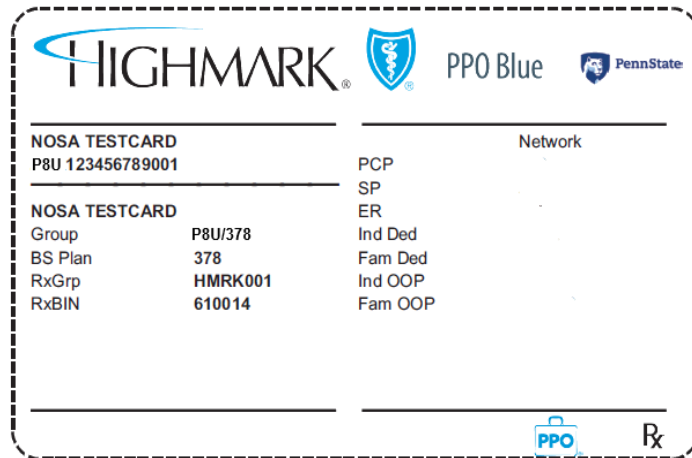 HIGHMARK®
PPO Blue
PennState
NOSA TESTCARD
P8U 123456789001
NOSA TESTCARD
Group P8U/378
BS Plan 378
RxGrp HMRK001
RxBIN 610014
Network
PCP
SP
ER
Ind Ded
Fam Ded
Ind OOP
Fam OOP
PPO
Rx